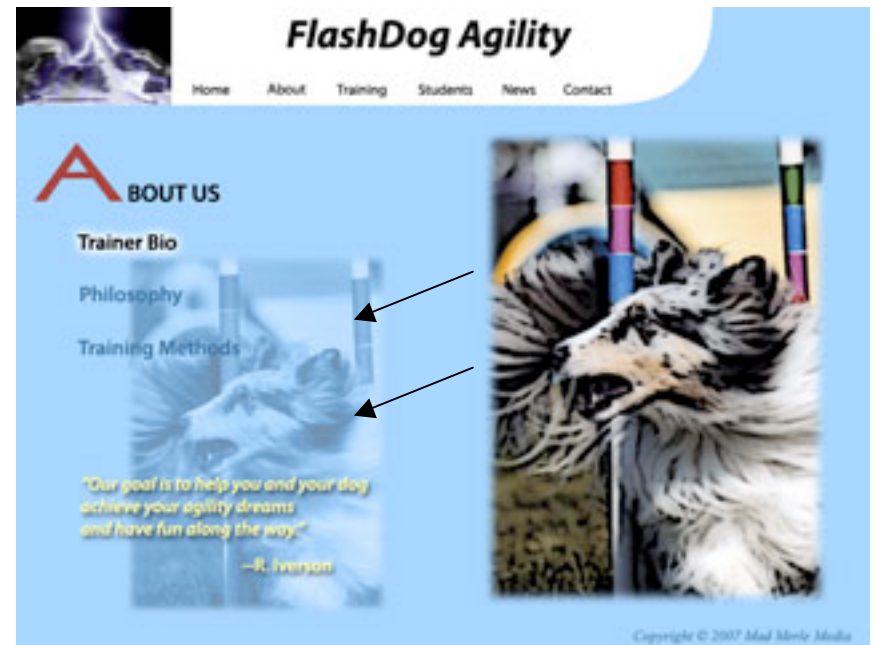 FlashDog Agility
Home About Training Students News Contact
ABOUT US
Trainer Bio
Philosophy
Training Methods
"Our goal is to help you and your dog
achieve your agility dreams
and have fun along the way."
—R. Iverson
Copyright © 2007 Mad Merle Media